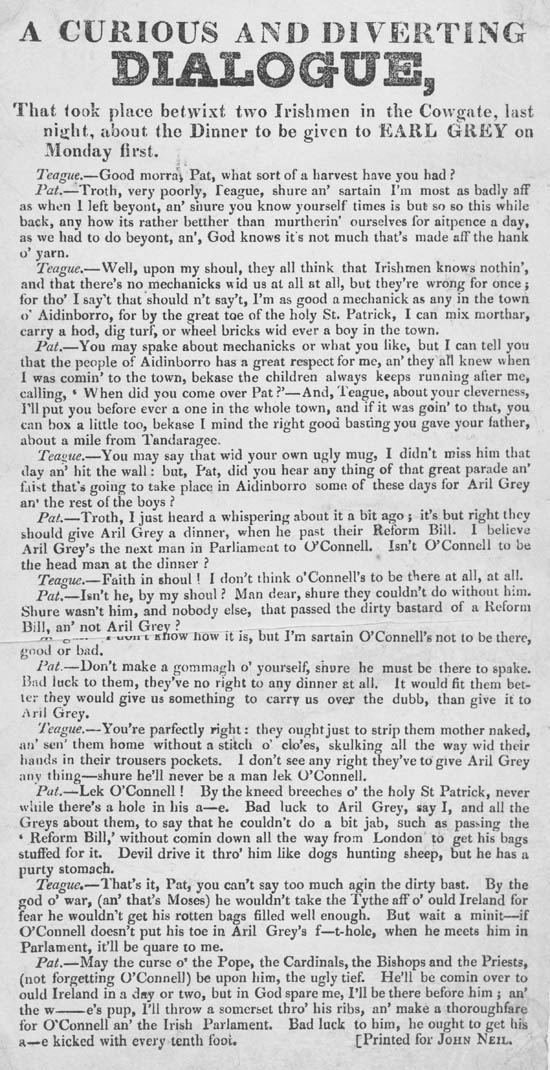 A CURIOUS AND DIVERTING
DIALOGUE,
That took place betwixt two Irishmen in the Cowgate, last
night, about the Dinner to be given to EARL GREY on
Monday first.
Teague.—Good morra, Pat, what sort of a harvest have you had ?
Pat.—Troth, very poorly, Teague, shure an' sartain I'm most as badly aff
as when I left beyont, an' shure you know yourself times is but so so this while
back, any how its rather betther than murtherin' ourselves for aitpence a day,
as we had to do beyont, an', God knows it's not much that's made aff the hank
o' yarn.
Teague.—Well, upon my shoul, they all think that Irishmen knows nothin',
and that there's no mechanicks wid us at all at all, but they're wrong for once ;
for tho' I say't that should n't say't, I'm as good a mechanick as any in the town
o' Aidinborro, for by the great toe of the holy St. Patrick, I can mix morthar,
carry a hod, dig turf, or wheel bricks wid ever a boy in the town.
Pat.—You may spake about mechanicks or what you like, but I can tell you
that the people of Aidinborro has a great respect for me, an' they all knew when
I was comin' to the town, bekase the children always keeps running after me,
calling, ' When did you come over Pat ?'—And, Teague, about your cleverness,
I'll put you before ever a one in the whole town, and if it was goin' to that, you
can box a little too, bekase I mind the right good basting you gave your father,
about a mile from Tandaragee.
Teague.—You may say that wid your own ugly mug, I didn't miss him that
day an' hit the wall : but, Pat, did you hear any thing of that great parade an'
faist that's going to take place in Aidinborro some of these days for Aril Grey
an' the rest of the boys ?
Pat.—Troth, I just heard a whispering about it a bit ago ; it's but right they
should give Aril Grey a dinner, when he past their Reform Bill. I believe
Aril Grey's the next man in Parliament to O'Connell. Isn't O'Connell to be
the head man at the dinner ?
Teague.—Faith in shoul ! I don't think o'Connell's to be there at all, at all.
Pat.—Isn't he, by my shoul ? Man dear, shure they couldn't do without him.
Shure wasn't him, and nobody else, that passed the dirty bastard of a Reform
Bill, an' not Aril Grey ?
know how it is, but I'm sartain O'Connell's not to be there,
good or bad.
Pat.—Don't make a gommagh o' yourself, shure he must be there to spake.
Bad luck to them, they've no right to any dinner at all. It would fit them bet-
ter they would give us something to carry us over the dubb, than give it to
Aril Grey.
Teague.—You're parfectly right : they ought just to strip them mother naked,
an' sen' them home without a stitch o' clo'es, skulking all the way wid their
hands in their trousers pockets. I don't see any right they've to give Aril Grey
any thing—shure he'll never be a man lek O'Connell.
Pat.—Lek O'Connell ! By the kneed breeches o' the holy St Patrick, never
while there's a hole in his a—e. Bad luck to Aril Grey, say I, and all the
Greys about them, to say that he couldn't do a bit jab, such as passing the
' Reform Bill,' without comin down all the way from London to get his bags
stuffed for it. Devil drive it thro' him like dogs hunting sheep, but he has a
purty stomach.
Teague.—That's it, Pat, you can't say too much agin the dirty bast. By the
god o' war, (an' that's Moses) he wouldn't take the Tythe aff o' ould Ireland for
fear he wouldn't get his rotten bags filled well enough. But wait a minit—if
O'Connell doesn't put his toe in Aril Grey's f—t-hole, when he meets him in
Parlament, it'll be quare to me.
Pat.—May the curse o' the Pope, the Cardinals, the Bishops and the Priests,
(not forgetting O'Connell) be upon him, the ugly tief. He'll be comin over to
ould Ireland in a day or two, but in God spare me, I'll be there before him ; an'
the w——e's pup, I'll throw a somerset thro' his ribs, an' make a thoroughfare
for O'Connell an' the Irish Parlament. Bad luck to him, he ought to get his
a—e kicked with every tenth foot. [Printed for JOHN NEIL.